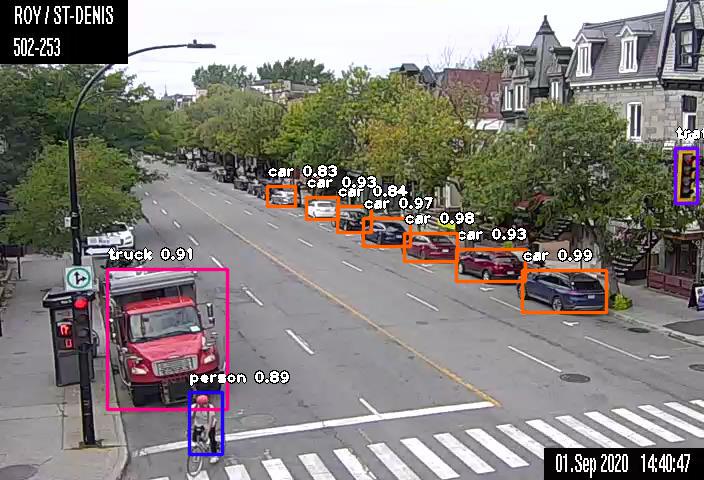 ROY / ST-DENIS
502-253
car 0.83
car 0.93
car 0.84
car 0.97
car 0.98
car 0.93
car 0.99
truck 0.91
person 0.89
01.Sep 2020 14:40:47